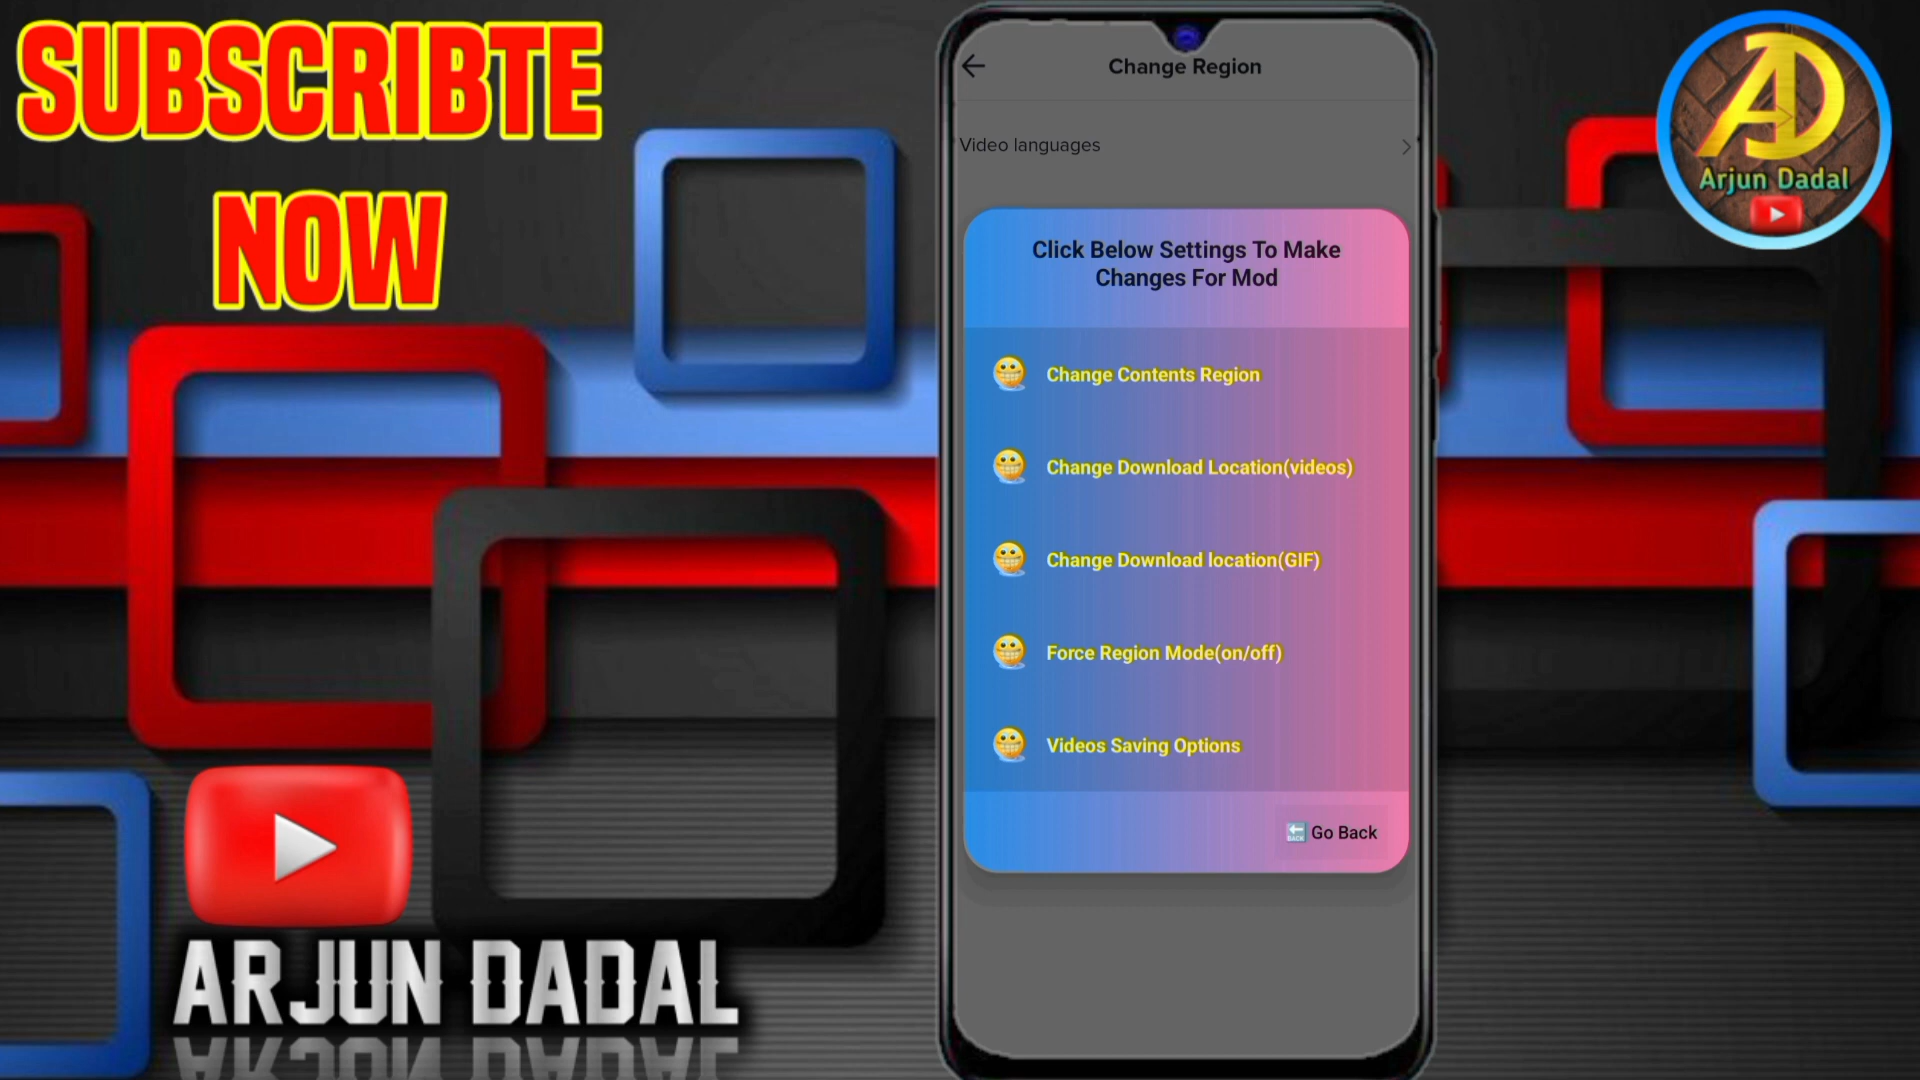 SUBSCRIBTE
NOW
ARJUN DADAL
Change Region
Video languages
Click Below Settings To Make
Changes For Mod
Change Contents Region
Change Download Location(videos)
Change Download location(GIF)
Force Region Mode(on/off)
Videos Saving Options
BACK Go Back
AD
Arjun Dadal